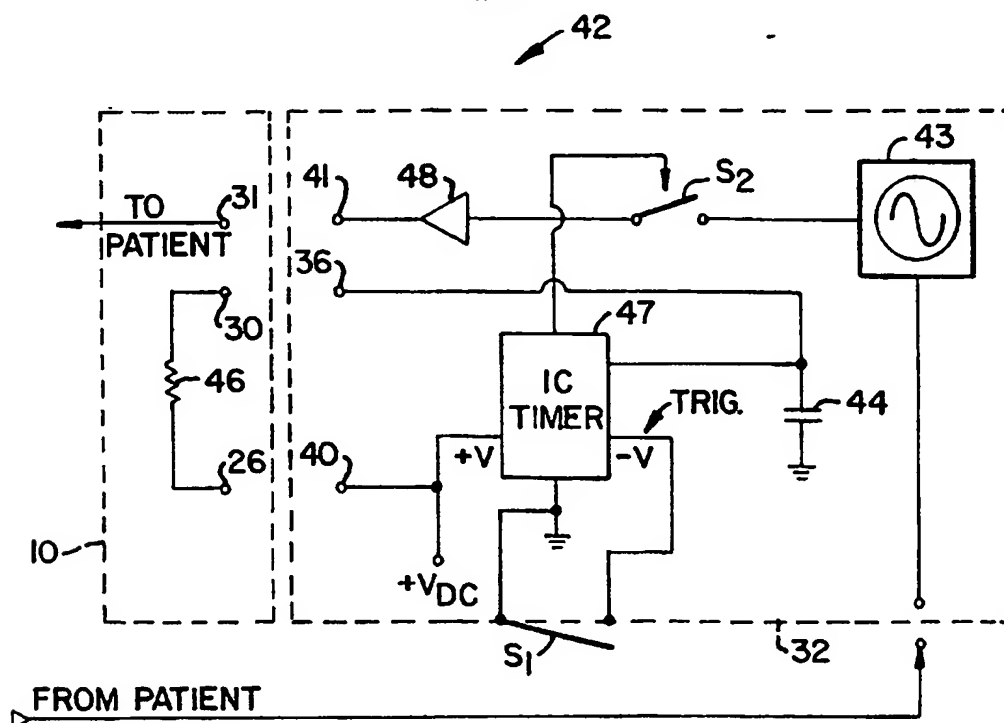 42
43
41
48
S2
31
TO
PATIENT
36
30
47
46
IC
TIMER
TRIG.
44
26
40
+V
-V
10
+VDC
S1
32
FROM PATIENT